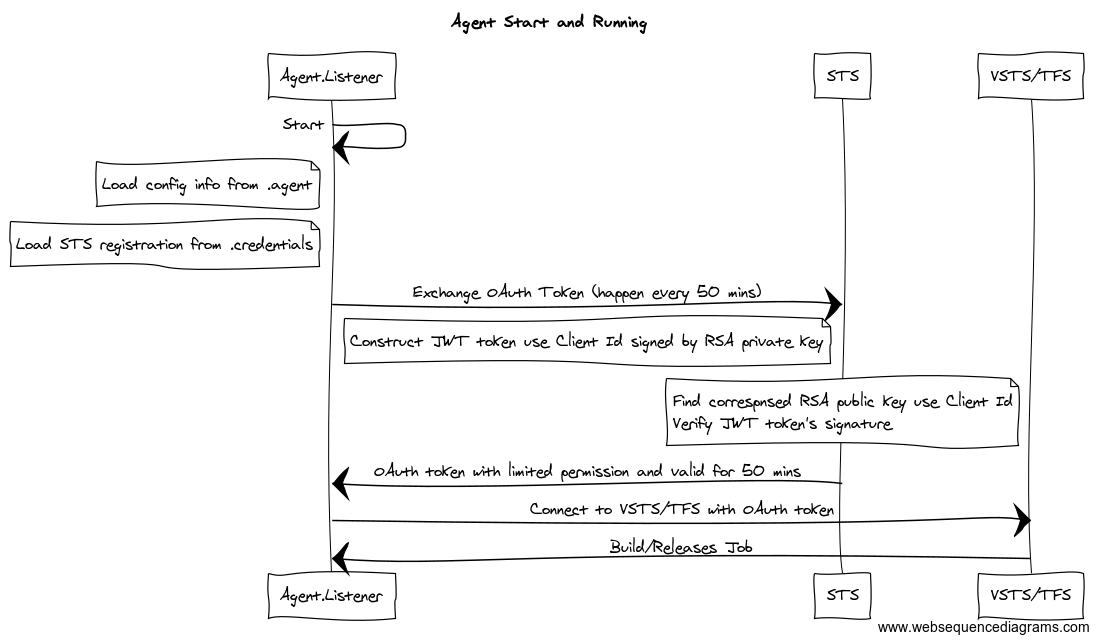 Agent Start and Running
Agent.Listener
STS
VSTS/TFS
Start
Load config info from .agent
Load STS registration from .credentials
Exchange OAuth Token (happen every 50 mins)
Construct JWT token use Client Id signed by RSA private key
Find correspnsed RSA public key use Client Id
Verify JWT token's signature
OAuth token with limited permission and valid for 50 mins
Connect to VSTS/TFS with OAuth token
Build/Releases Job
Agent.Listener
STS
VSTS/TFS
www.websequencediagrams.com